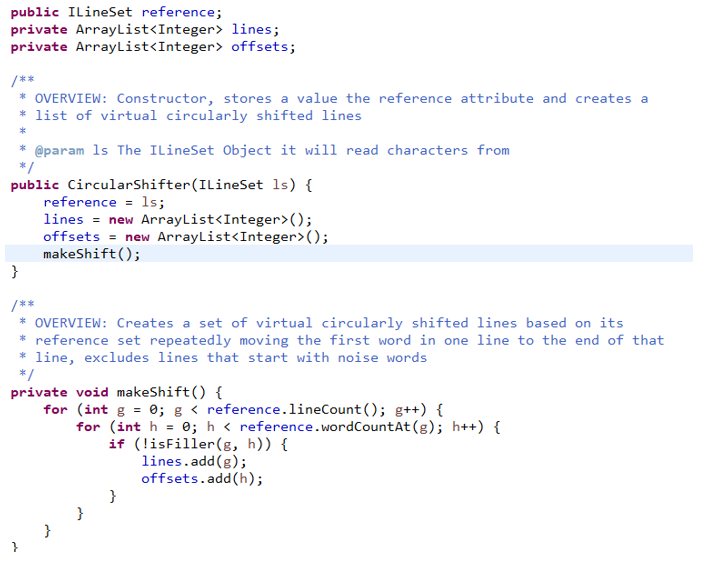 public ILineSet reference;
private ArrayList<Integer> lines;
private ArrayList<Integer> offsets;

/**
 * OVERVIEW: Constructor, stores a value the reference attribute and creates a
 * list of virtual circularly shifted lines
 *
 * @param ls The ILineSet Object it will read characters from
 */
public CircularShifter(ILineSet ls) {
    reference = ls;
    lines = new ArrayList<Integer>();
    offsets = new ArrayList<Integer>();
    makeShift();
}

/**
 * OVERVIEW: Creates a set of virtual circularly shifted lines based on its
 * reference set repeatedly moving the first word in one line to the end of that
 * line, excludes lines that start with noise words
 */
private void makeShift() {
    for (int g = 0; g < reference.lineCount(); g++) {
        for (int h = 0; h < reference.wordCountAt(g); h++) {
            if (!isFiller(g, h)) {
                lines.add(g);
                offsets.add(h);
            }
        }
    }
}